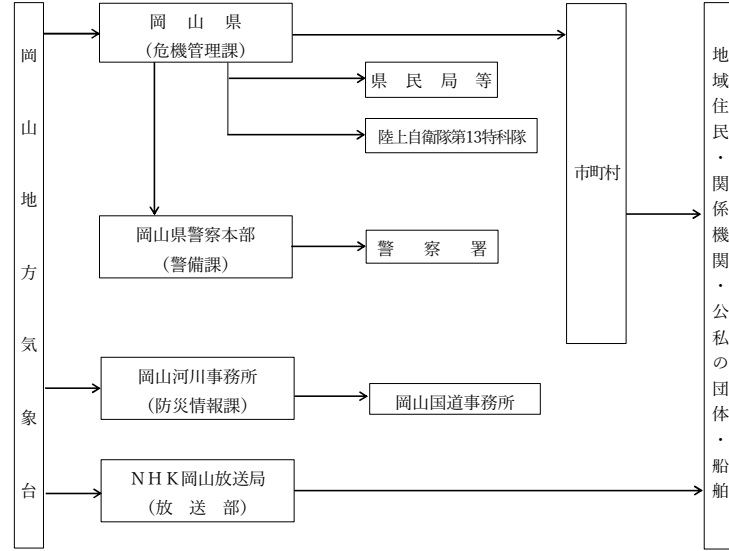 岡山地方気象台
岡山県
(危機管理課)
県民局等
陸上自衛隊第13特科隊
岡山県警察本部
(警備課)
警察署
岡山河川事務所
(防災情報課)
岡山国道事務所
NHK岡山放送局
(放送部)
市町村
地域住民・関係機関・公私の団体・船舶